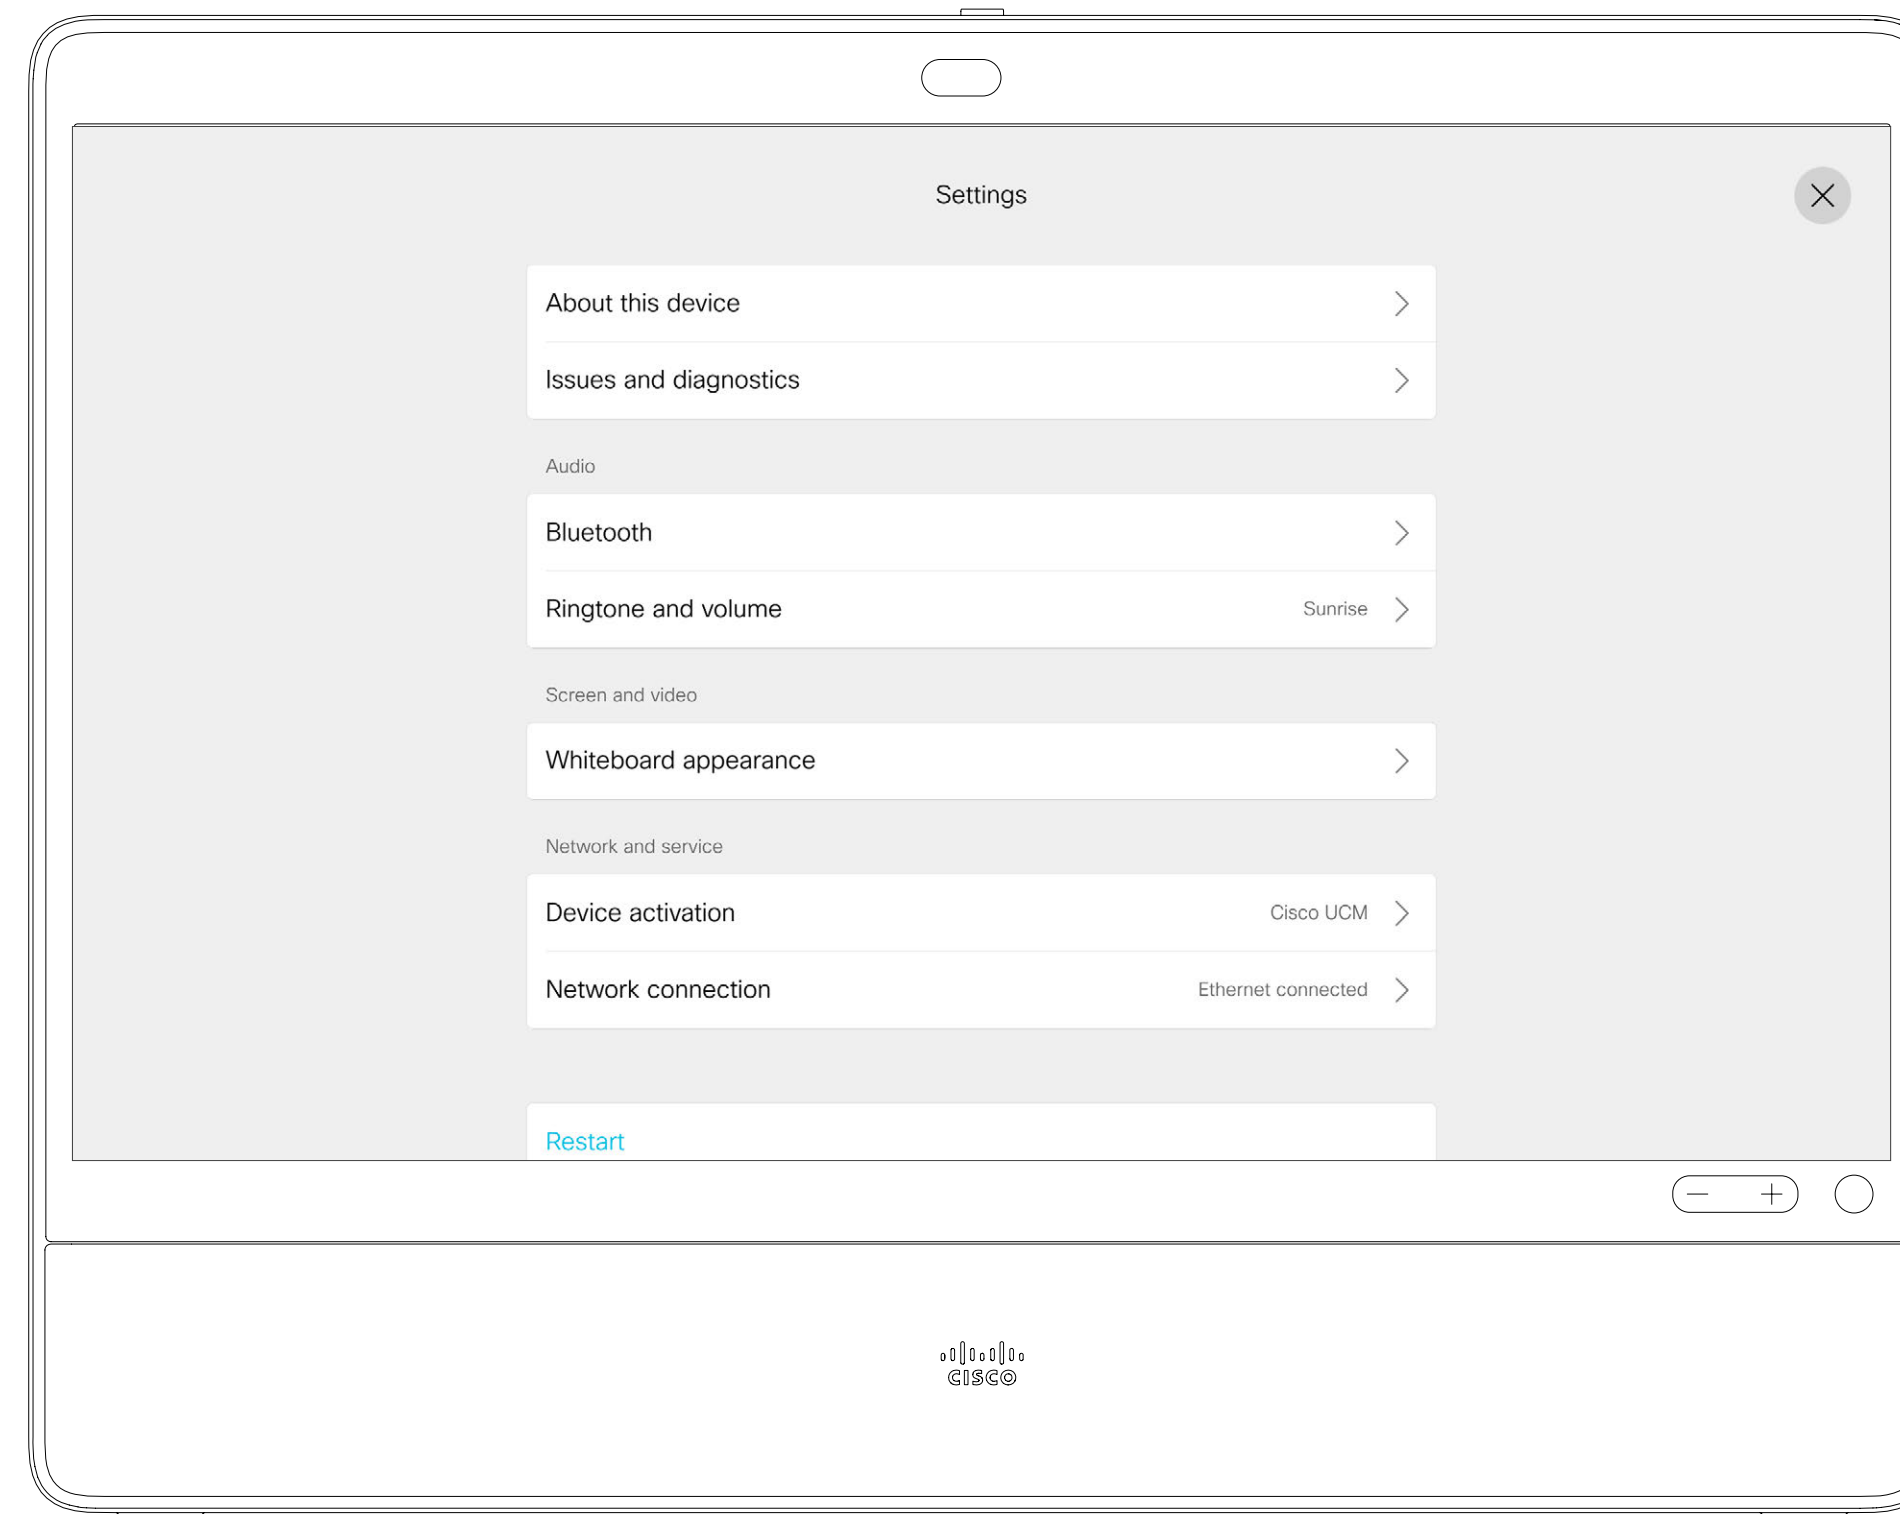 Settings
About this device
Issues and diagnostics
Audio
Bluetooth
Ringtone and volume Sunrise
Screen and video
Whiteboard appearance
Network and service
Device activation Cisco UCM
Network connection Ethernet connected
Restart
CISCO